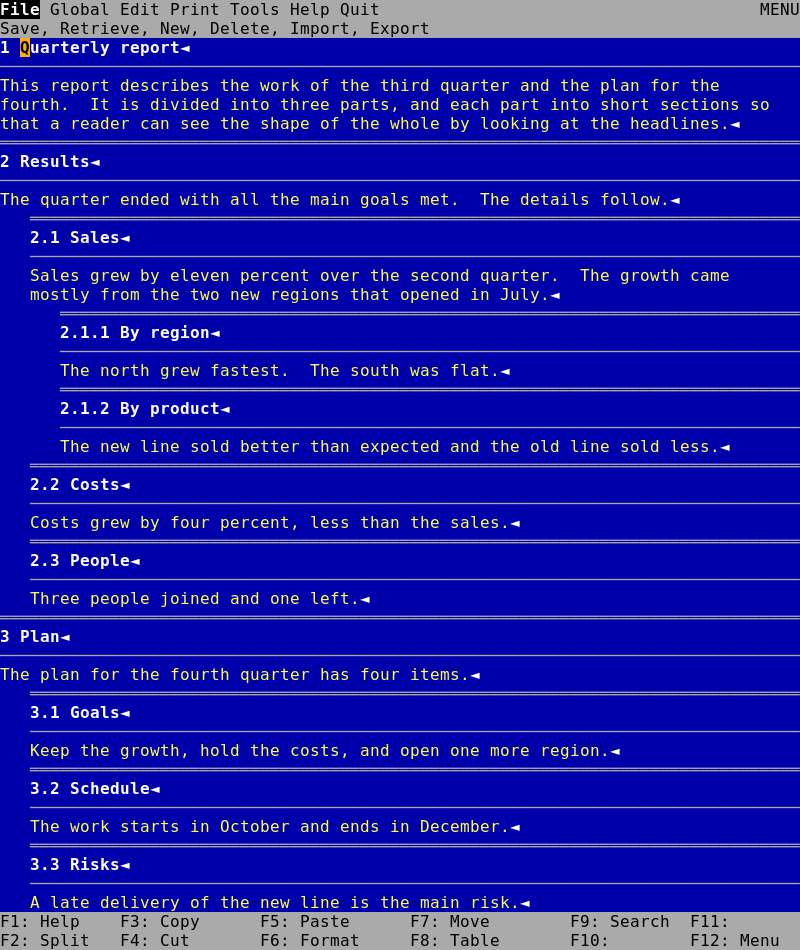 File Global Edit Print Tools Help Quit MENU
Save, Retrieve, New, Delete, Import, Export
1 Quarterly report◄
This report describes the work of the third quarter and the plan for the
fourth.  It is divided into three parts, and each part into short sections so
that a reader can see the shape of the whole by looking at the headlines.◄
2 Results◄
The quarter ended with all the main goals met.  The details follow.◄
2.1 Sales◄
Sales grew by eleven percent over the second quarter.  The growth came
mostly from the two new regions that opened in July.◄
2.1.1 By region◄
The north grew fastest.  The south was flat.◄
2.1.2 By product◄
The new line sold better than expected and the old line sold less.◄
2.2 Costs◄
Costs grew by four percent, less than the sales.◄
2.3 People◄
Three people joined and one left.◄
3 Plan◄
The plan for the fourth quarter has four items.◄
3.1 Goals◄
Keep the growth, hold the costs, and open one more region.◄
3.2 Schedule◄
The work starts in October and ends in December.◄
3.3 Risks◄
A late delivery of the new line is the main risk.◄
F1: Help F3: Copy F5: Paste F7: Move F9: Search F11:
F2: Split F4: Cut F6: Format F8: Table F10: F12: Menu